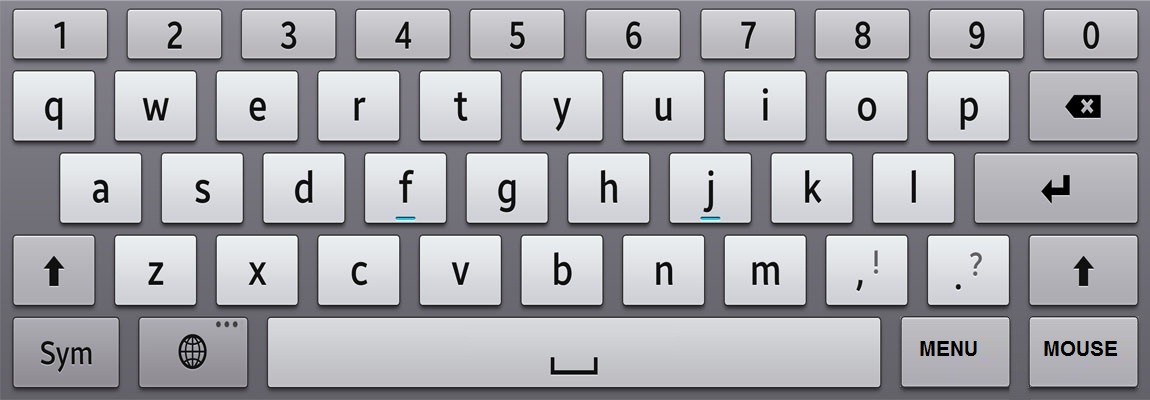 1 2 3 4 5 6 7 8 9 0
q w e r t y u i o p
a s d f g h j k l
z x c v b n m , ! . ?
Sym ••• MENU MOUSE